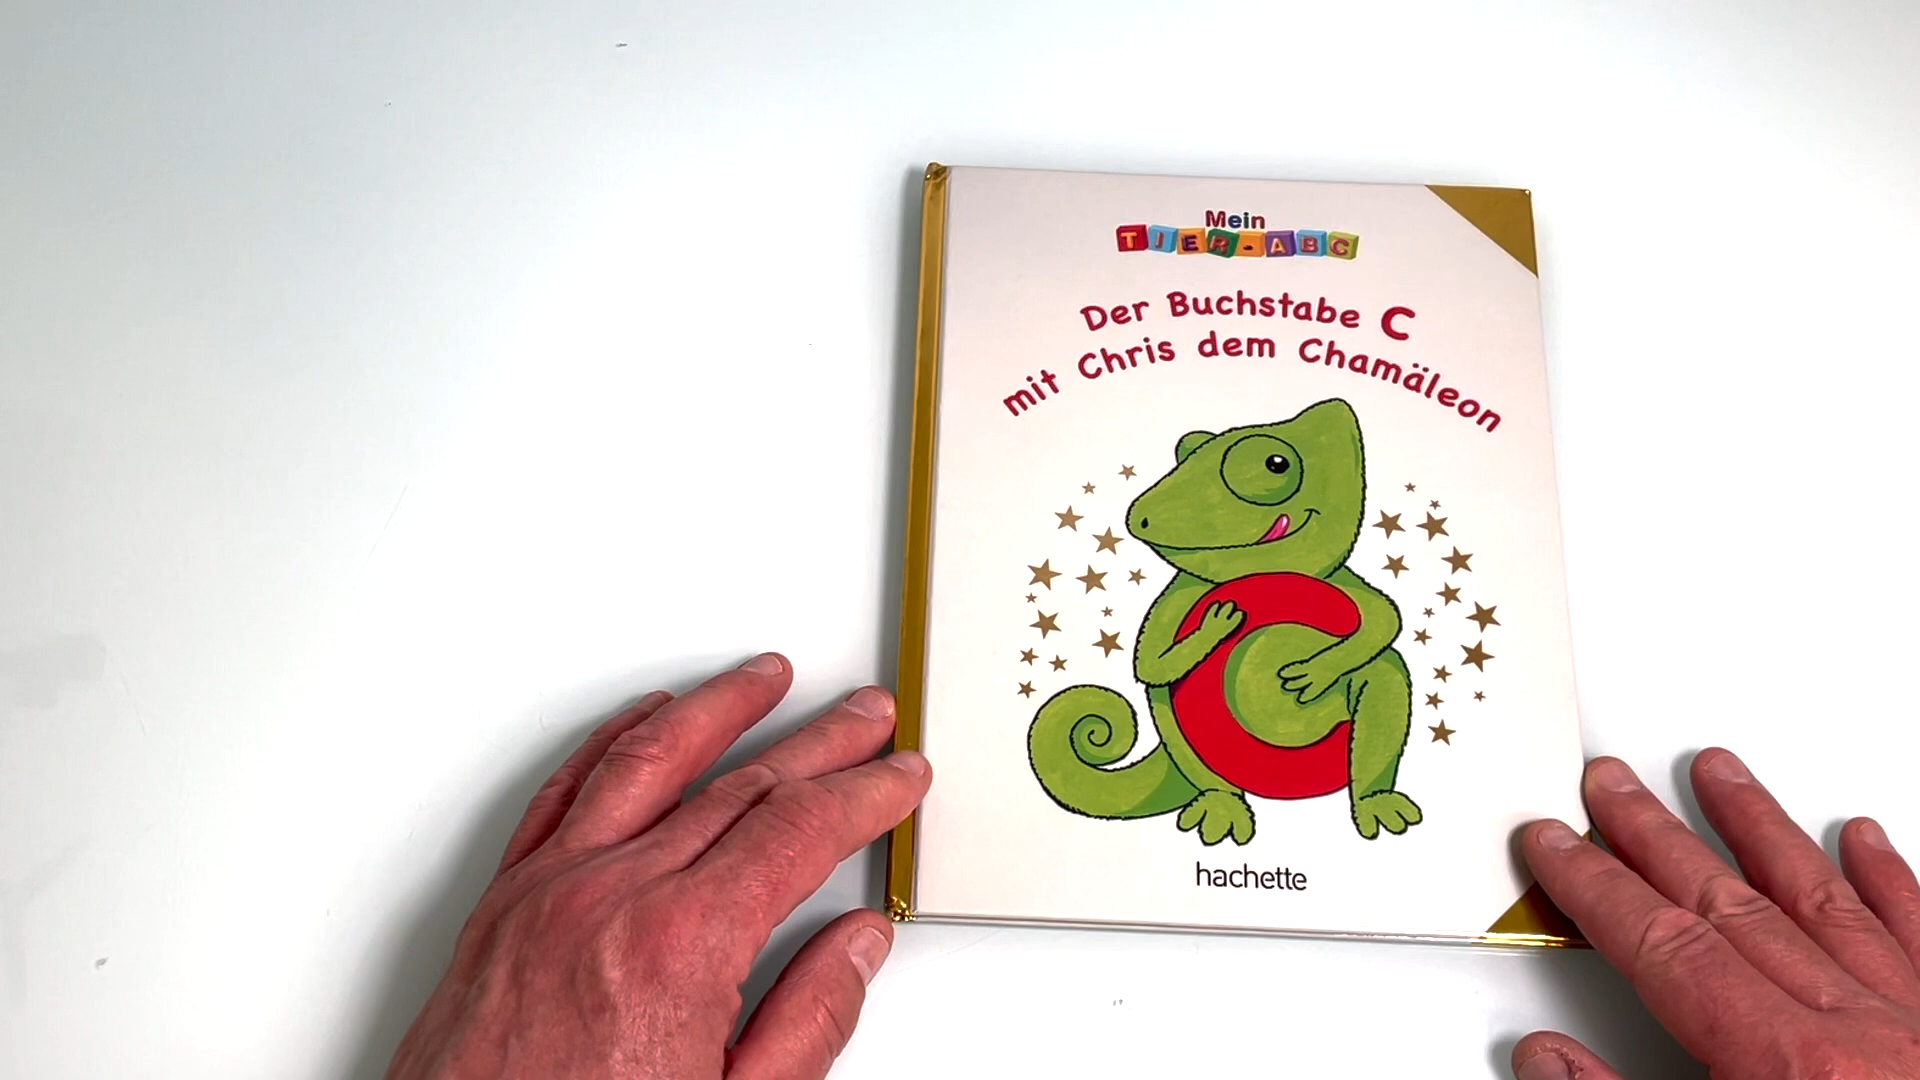 Mein
TIER-ABC
Der Buchstabe C
mit Chris dem Chamäleon
hachette